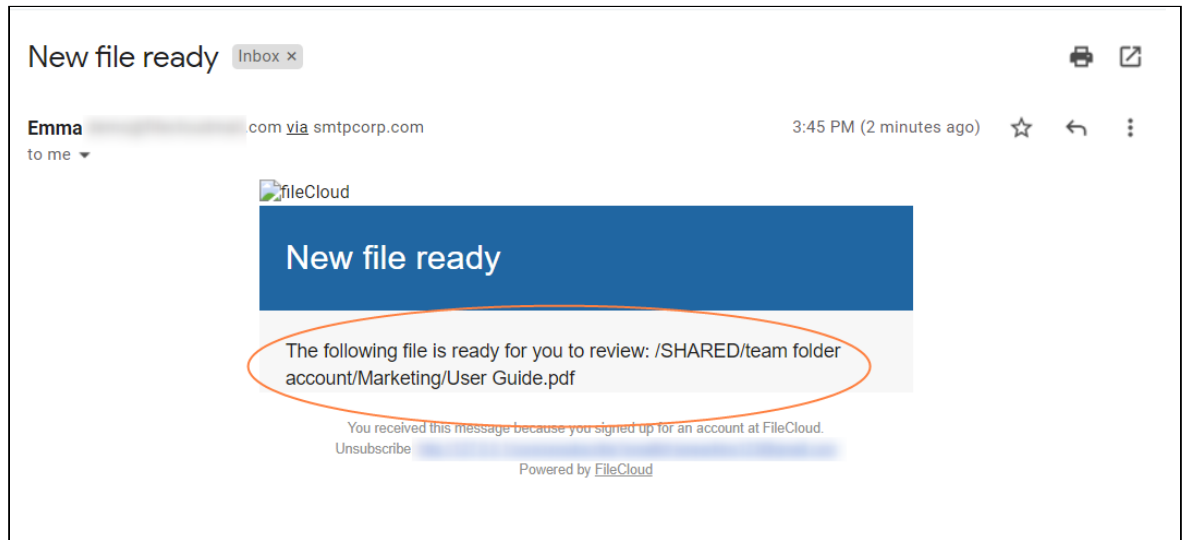 New file ready Inbox ×
Emma .com via smtpcorp.com 3:45 PM (2 minutes ago)
to me
fileCloud
New file ready
The following file is ready for you to review: /SHARED/team folder
account/Marketing/User Guide.pdf
You received this message because you signed up for an account at FileCloud.
Unsubscribe
Powered by FileCloud